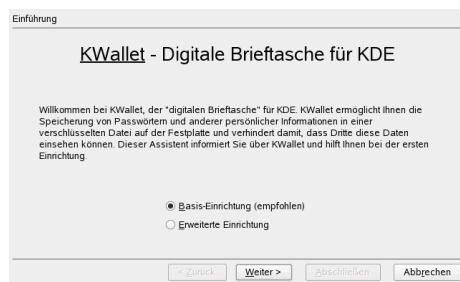 Einführung
KWallet - Digitale Brieftasche für KDE
Willkommen bei KWallet, der "digitalen Brieftasche" für KDE. KWallet ermöglicht Ihnen die
Speicherung von Passwörtern und anderer persönlicher Informationen in einer
verschlüsselten Datei auf der Festplatte und verhindert damit, dass Dritte diese Daten
einsehen können. Dieser Assistent informiert Sie über KWallet und hilft Ihnen bei der ersten
Einrichtung.
Basis-Einrichtung (empfohlen)
Erweiterte Einrichtung
< Zurück Weiter > Abschließen Abbrechen